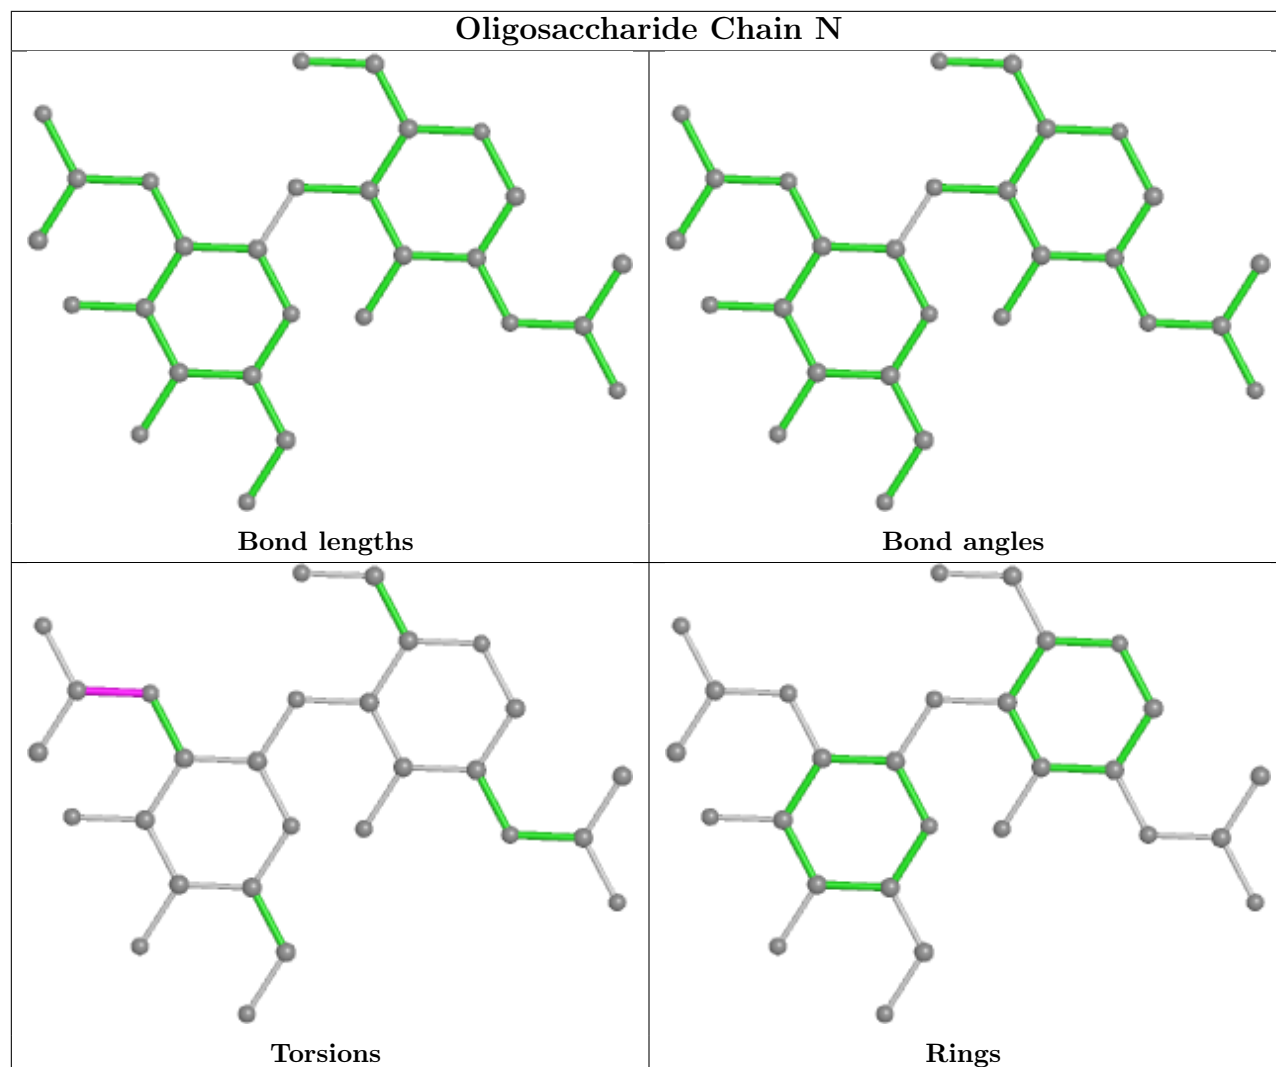 Oligosaccharide Chain N
Bond lengths
Bond angles
Torsions
Rings